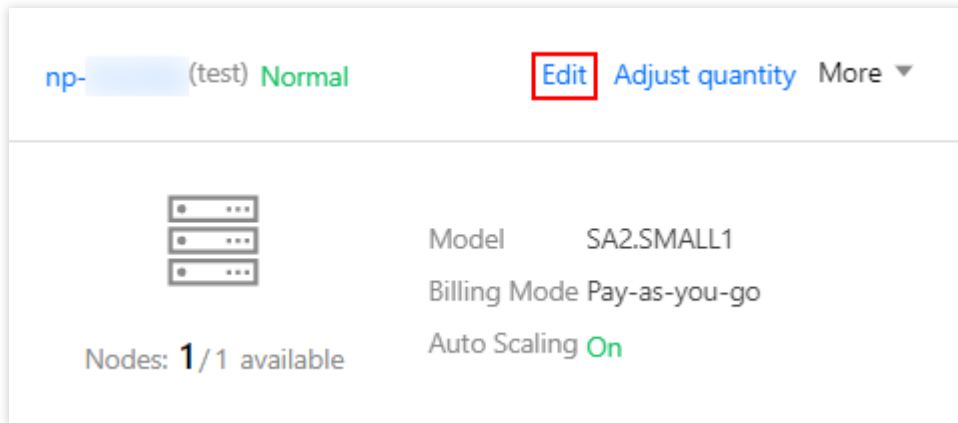 np- (test) Normal Edit Adjust quantity More
Model SA2.SMALL1
Billing Mode Pay-as-you-go
Auto Scaling On
Nodes: 1/1 available